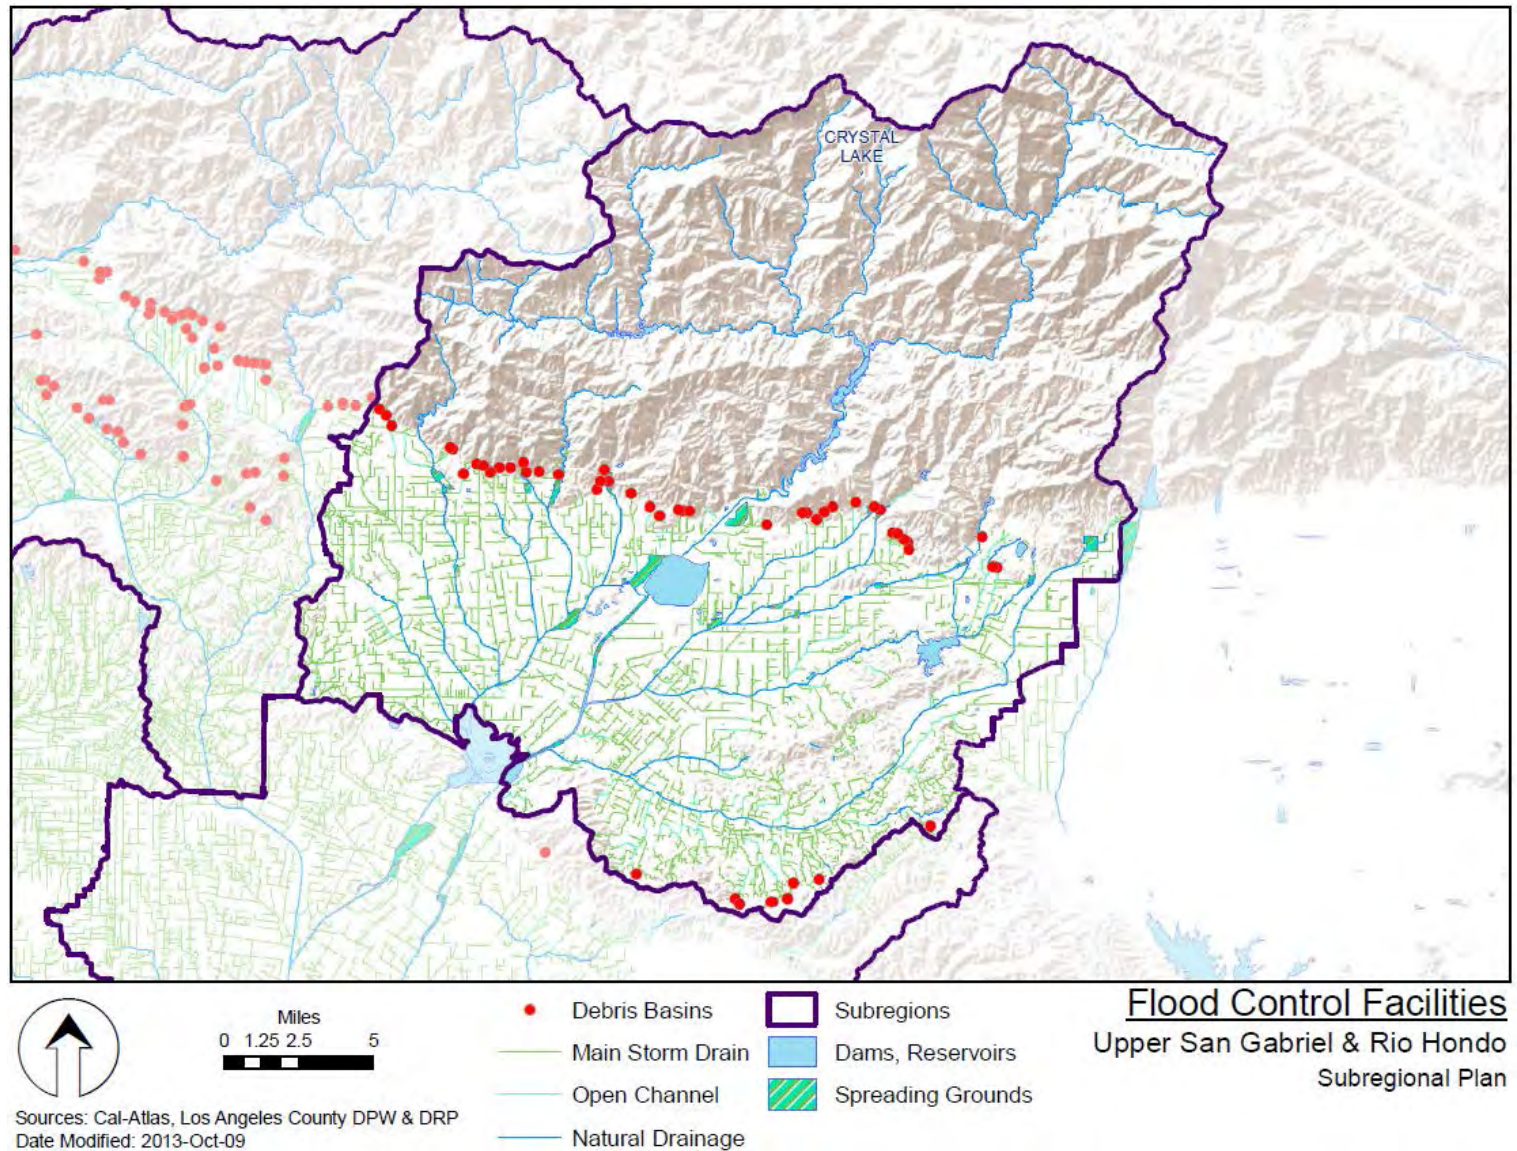 CRYSTAL
LAKE
Miles
0 1.25 2.5 5
Sources: Cal-Atlas, Los Angeles County DPW & DRP
Date Modified: 2013-Oct-09
Debris Basins
Main Storm Drain
Open Channel
Natural Drainage
Subregions
Dams, Reservoirs
Spreading Grounds
Flood Control Facilities
Upper San Gabriel & Rio Hondo
Subregional Plan